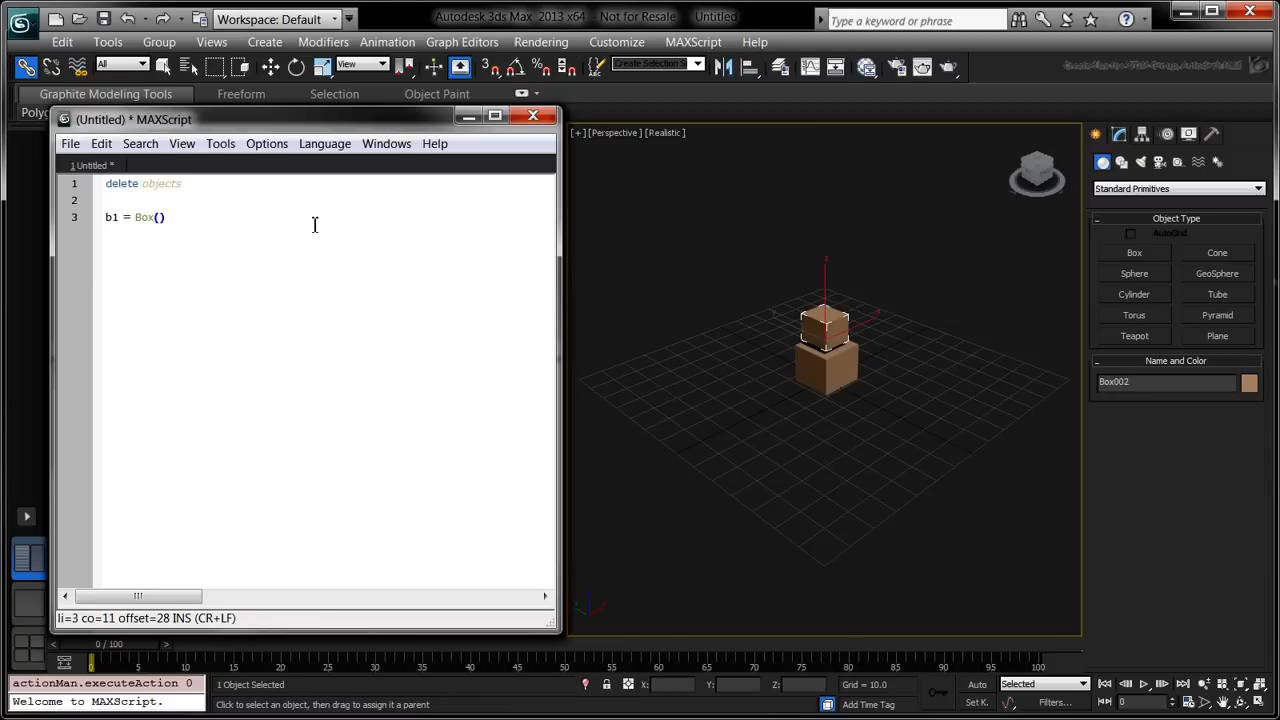 Workspace: Default
Autodesk 3ds Max 2013 x64 - Not for Resale Untitled
Type a keyword or phrase
Edit Tools Group Views Create Modifiers Animation Graph Editors Rendering Customize MAXScript Help
All
View
Create Selection S
Graphite Modeling Tools Freeform Selection Object Paint
Polyg
(Untitled) * MAXScript
File Edit Search View Tools Options Language Windows Help
1 Untitled *
1 delete objects
2
3 b1 = Box()
li=3 co=11 offset=28 INS (CR+LF)
[+] [Perspective] [Realistic]
z
Standard Primitives
Object Type
AutoGrid
Box Cone
Sphere GeoSphere
Cylinder Tube
Torus Pyramid
Teapot Plane
Name and Color
Box002
0 / 100
0 5 10 15 20 25 30 35 40 45 50 55 60 65 70 75 80 85 90 95 100
actionMan.executeAction 0
Welcome to MAXScript.
1 Object Selected
X: Y: Z:
Grid = 10.0
Auto Selected
Click to select an object, then drag to assign it a parent
Add Time Tag
Set K. Filters...
0